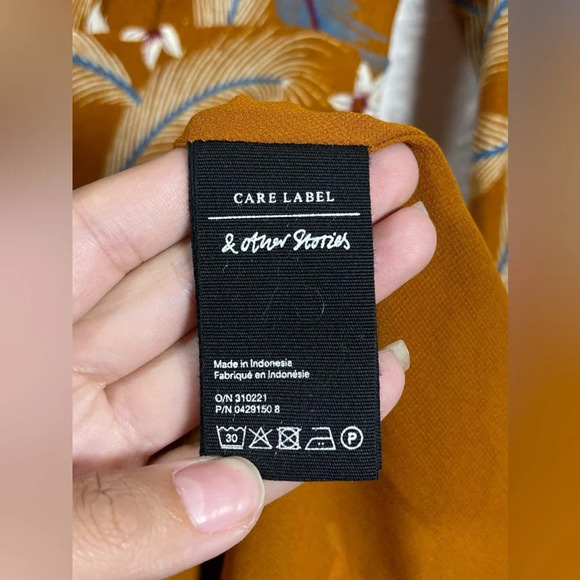 CARE LABEL
& other Stories
Made in Indonesia
Fabriqué en Indonésie
O/N 310221
P/N 0429150 8
30 P